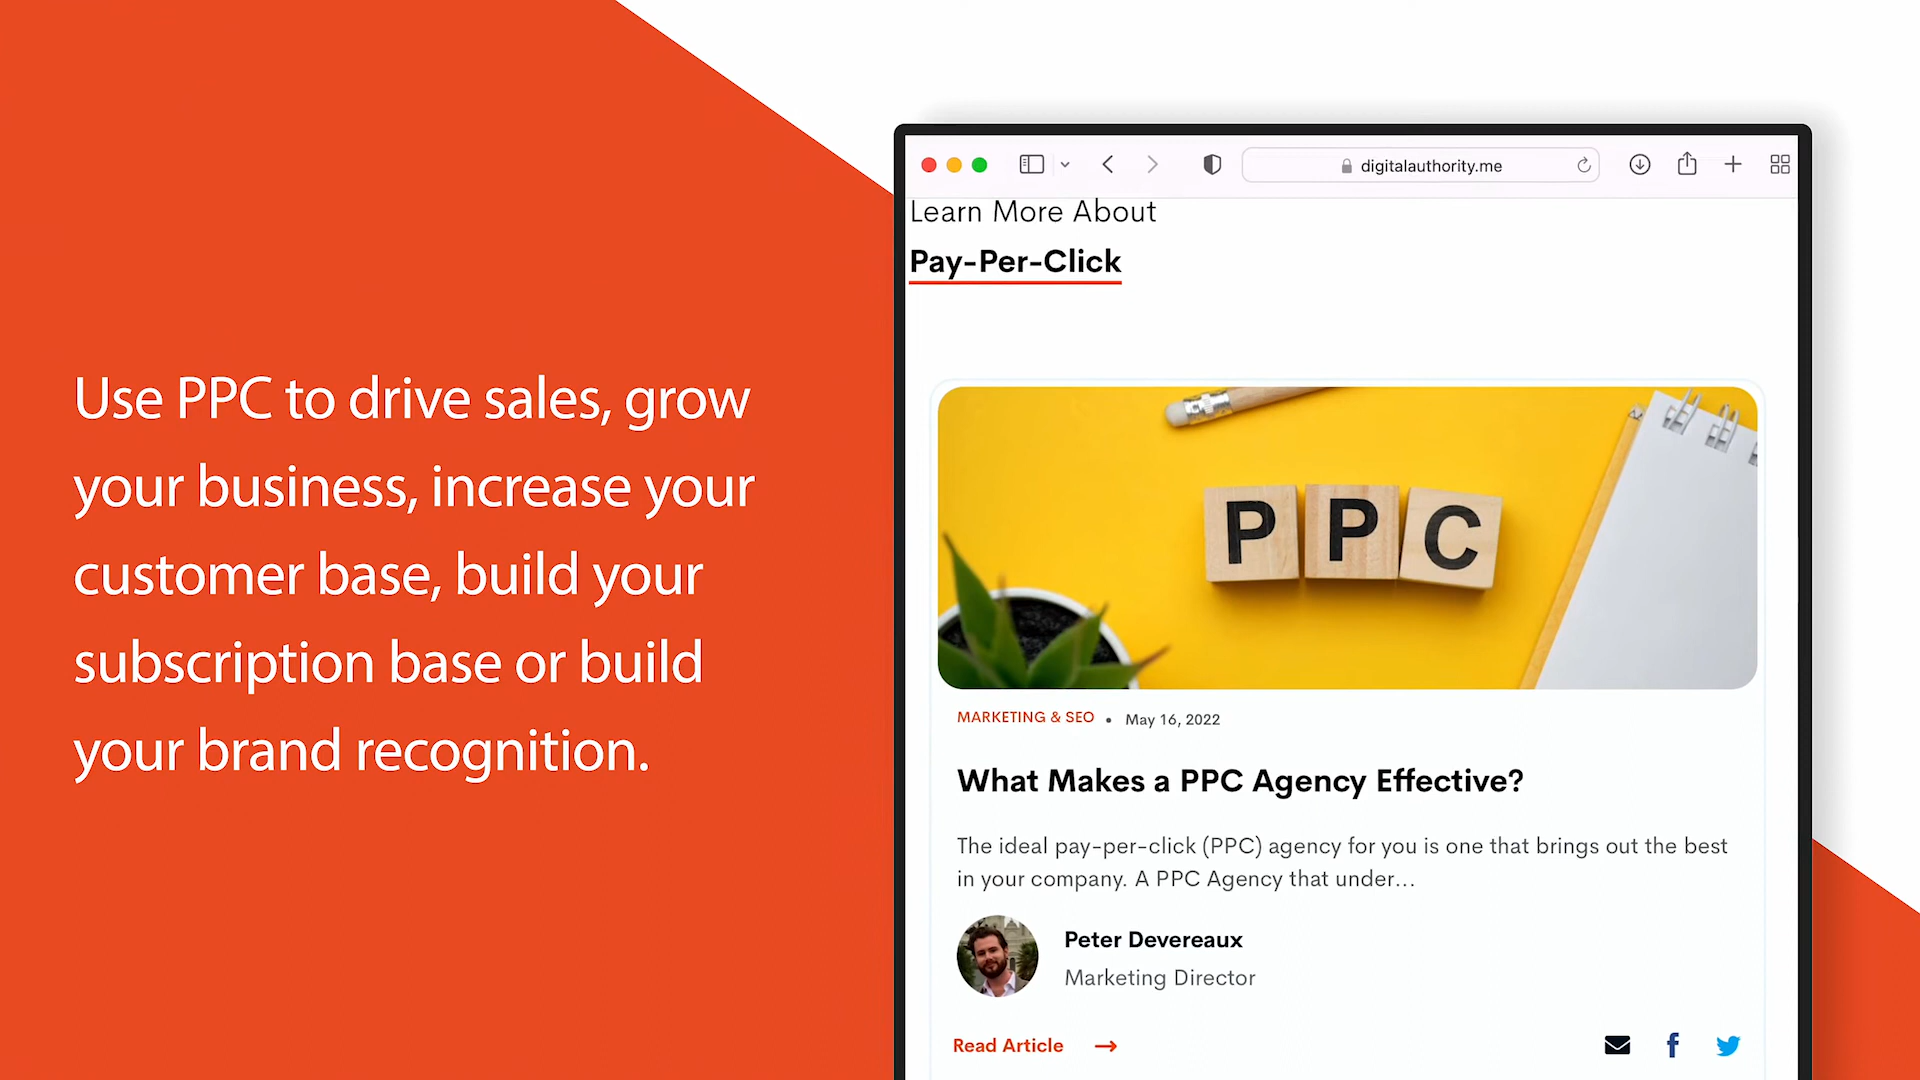 Use PPC to drive sales, grow
your business, increase your
customer base, build your
subscription base or build
your brand recognition.
digitalauthority.me
Learn More About
Pay-Per-Click
P P C
MARKETING & SEO • May 16, 2022
What Makes a PPC Agency Effective?
The ideal pay-per-click (PPC) agency for you is one that brings out the best
in your company. A PPC Agency that under...
Peter Devereaux
Marketing Director
Read Article →